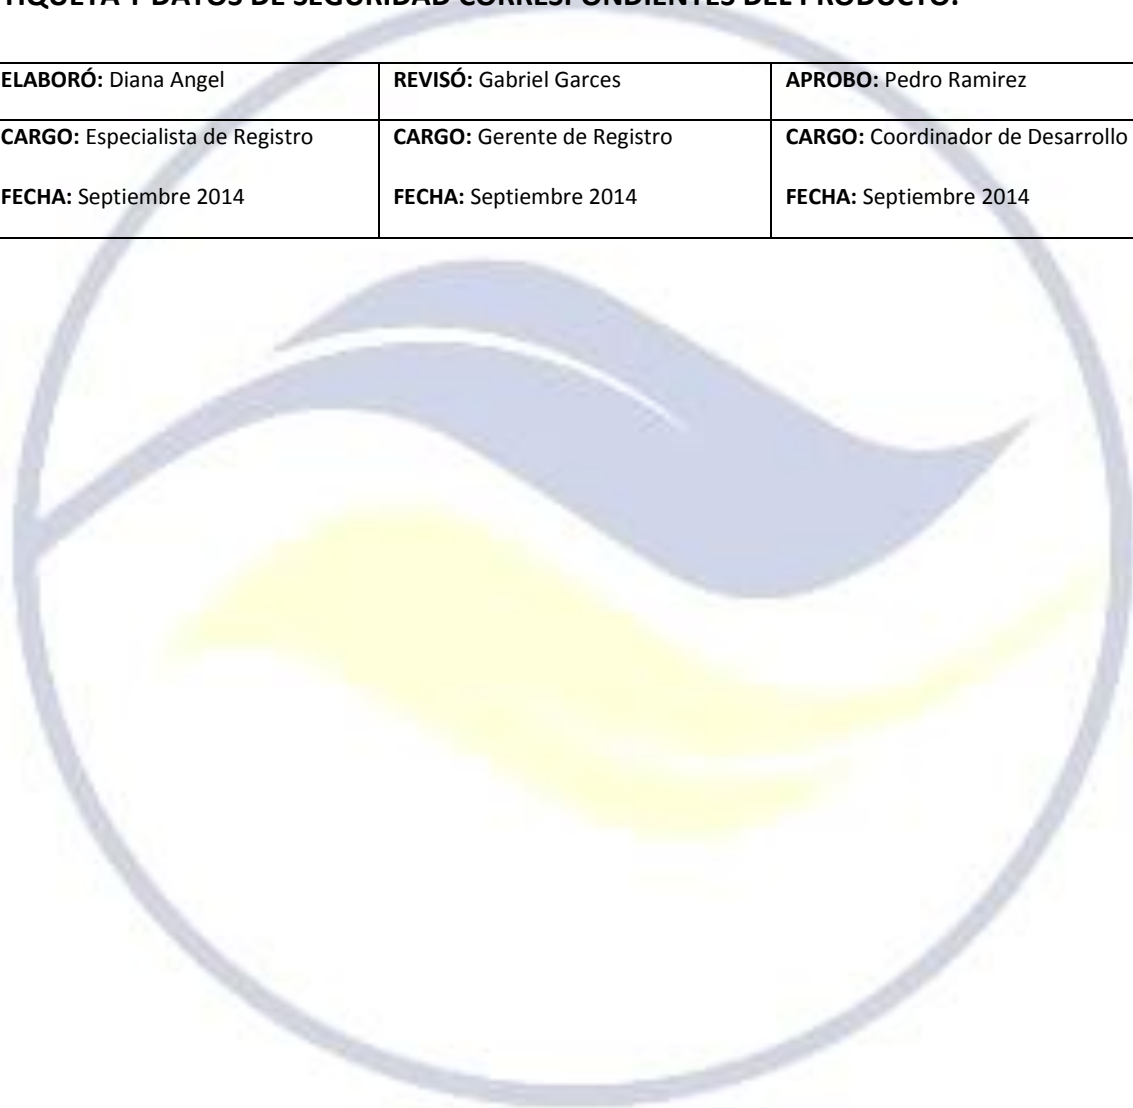 TIQUETA Y DATOS DE SEGURIDAD CORRESPONDIENTES DEL PRODUCTO.
ELABORÓ: Diana Angel
REVISÓ: Gabriel Garces
APROBO: Pedro Ramirez
CARGO: Especialista de Registro
CARGO: Gerente de Registro
CARGO: Coordinador de Desarrollo
FECHA: Septiembre 2014
FECHA: Septiembre 2014
FECHA: Septiembre 2014